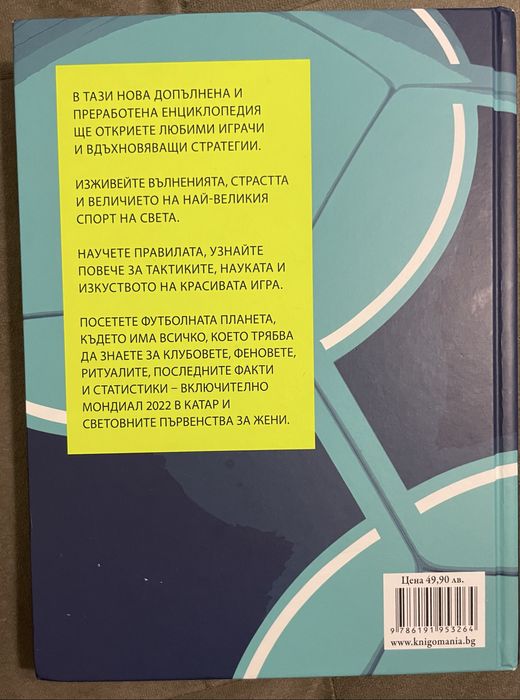 В ТАЗИ НОВА ДОПЪЛНЕНА И
ПРЕРАБОТЕНА ЕНЦИКЛОПЕДИЯ
ЩЕ ОТКРИЕТЕ ЛЮБИМИ ИГРАЧИ
И ВДЪХНОВЯВАЩИ СТРАТЕГИИ.
ИЗЖИВЕЙТЕ ВЪЛНЕНИЯТА, СТРАСТТА
И ВЕЛИЧИЕТО НА НАЙ-ВЕЛИКИЯ
СПОРТ НА СВЕТА.
НАУЧЕТЕ ПРАВИЛАТА, УЗНАЙТЕ
ПОВЕЧЕ ЗА ТАКТИКИТЕ, НАУКАТА И
ИЗКУСТВОТО НА КРАСИВАТА ИГРА.
ПОСЕТЕТЕ ФУТБОЛНАТА ПЛАНЕТА,
КЪДЕТО ИМА ВСИЧКО, КОЕТО ТРЯБВА
ДА ЗНАЕТЕ ЗА КЛУБОВЕТЕ, ФЕНОВЕТЕ,
РИТУАЛИТЕ, ПОСЛЕДНИТЕ ФАКТИ
И СТАТИСТИКИ – ВКЛЮЧИТЕЛНО
МОНДИАЛ 2022 В КАТАР И
СВЕТОВНИТЕ ПЪРВЕНСТВА ЗА ЖЕНИ.
Цена 49,90 лв.
9 786191 953264
www.knigomania.bg